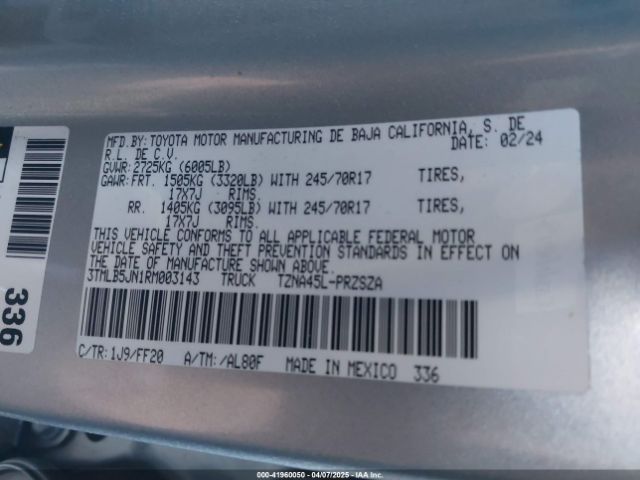 MFD.BY: TOYOTA MOTOR MANUFACTURING DE BAJA CALIFORNIA, S. DE
R.L. DE C.V. DATE: 02/24
GVWR: 2725KG (6005LB)
GAWR: FRT. 1505KG (3320LB) WITH 245/70R17 TIRES,
17X7J RIMS.
RR. 1405KG (3095LB) WITH 245/70R17 TIRES,
17X7J RIMS.
THIS VEHICLE CONFORMS TO ALL APPLICABLE FEDERAL MOTOR
VEHICLE SAFETY AND THEFT PREVENTION STANDARDS IN EFFECT ON
THE DATE OF MANUFACTURE SHOWN ABOVE.
3TMLB5JN1RM003143 TRUCK TZNA45L-PRZSZA
C/TR: 1J9/FF20 A/TM: /AL80F MADE IN MEXICO 336
336
000-41960050 - 04/07/2025 - IAAI.COM